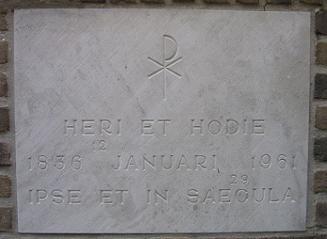 HERI ET HODIE
12
1836 JANUARI 1961
29
IPSE ET IN SAECULA